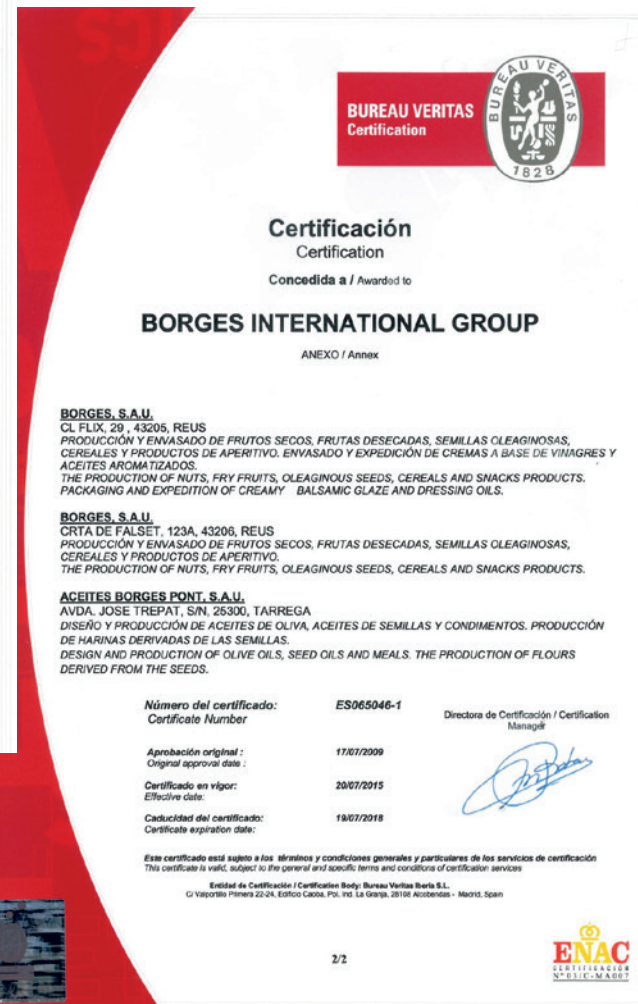 BUREAU VERITAS
Certification
BUREAU VERITAS
1828
Certificación
Certification
Concedida a / Awarded to
BORGES INTERNATIONAL GROUP
ANEXO / Annex
BORGES, S.A.U.
CL FLIX, 29 , 43205, REUS
PRODUCCIÓN Y ENVASADO DE FRUTOS SECOS, FRUTAS DESECADAS, SEMILLAS OLEAGINOSAS,
CEREALES Y PRODUCTOS DE APERITIVO. ENVASADO Y EXPEDICIÓN DE CREMAS A BASE DE VINAGRES Y
ACEITES AROMATIZADOS.
THE PRODUCTION OF NUTS, FRY FRUITS, OLEAGINOUS SEEDS, CEREALS AND SNACKS PRODUCTS.
PACKAGING AND EXPEDITION OF CREAMY BALSAMIC GLAZE AND DRESSING OILS.
BORGES, S.A.U.
CRTA DE FALSET, 123A, 43206, REUS
PRODUCCIÓN Y ENVASADO DE FRUTOS SECOS, FRUTAS DESECADAS, SEMILLAS OLEAGINOSAS,
CEREALES Y PRODUCTOS DE APERITIVO.
THE PRODUCTION OF NUTS, FRY FRUITS, OLEAGINOUS SEEDS, CEREALS AND SNACKS PRODUCTS.
ACEITES BORGES PONT, S.A.U.
AVDA. JOSE TREPAT, S/N, 25300, TARREGA
DISEÑO Y PRODUCCIÓN DE ACEITES DE OLIVA, ACEITES DE SEMILLAS Y CONDIMENTOS. PRODUCCIÓN
DE HARINAS DERIVADAS DE LAS SEMILLAS.
DESIGN AND PRODUCTION OF OLIVE OILS, SEED OILS AND MEALS. THE PRODUCTION OF FLOURS
DERIVED FROM THE SEEDS.
Número del certificado: ES065046-1
Certificate Number
Directora de Certificación / Certification
Manager
Aprobación original : 17/07/2009
Original approval date :
Certificado en vigor: 20/07/2015
Effective date:
Caducidad del certificado: 19/07/2018
Certificate expiration date:
Este certificado está sujeto a los términos y condiciones generales y particulares de los servicios de certificación
This certificate is valid, subject to the general and specific terms and conditions of certification services
Entidad de Certificación / Certification Body: Bureau Veritas Iberia S.L.
C/ Valportillo Primera 22-24, Edificio Caoba, Pol. Ind. La Granja, 28108 Alcobendas - Madrid, Spain
2/2
ENAC
CERTIFICACIÓN
Nº 03/C-MA007